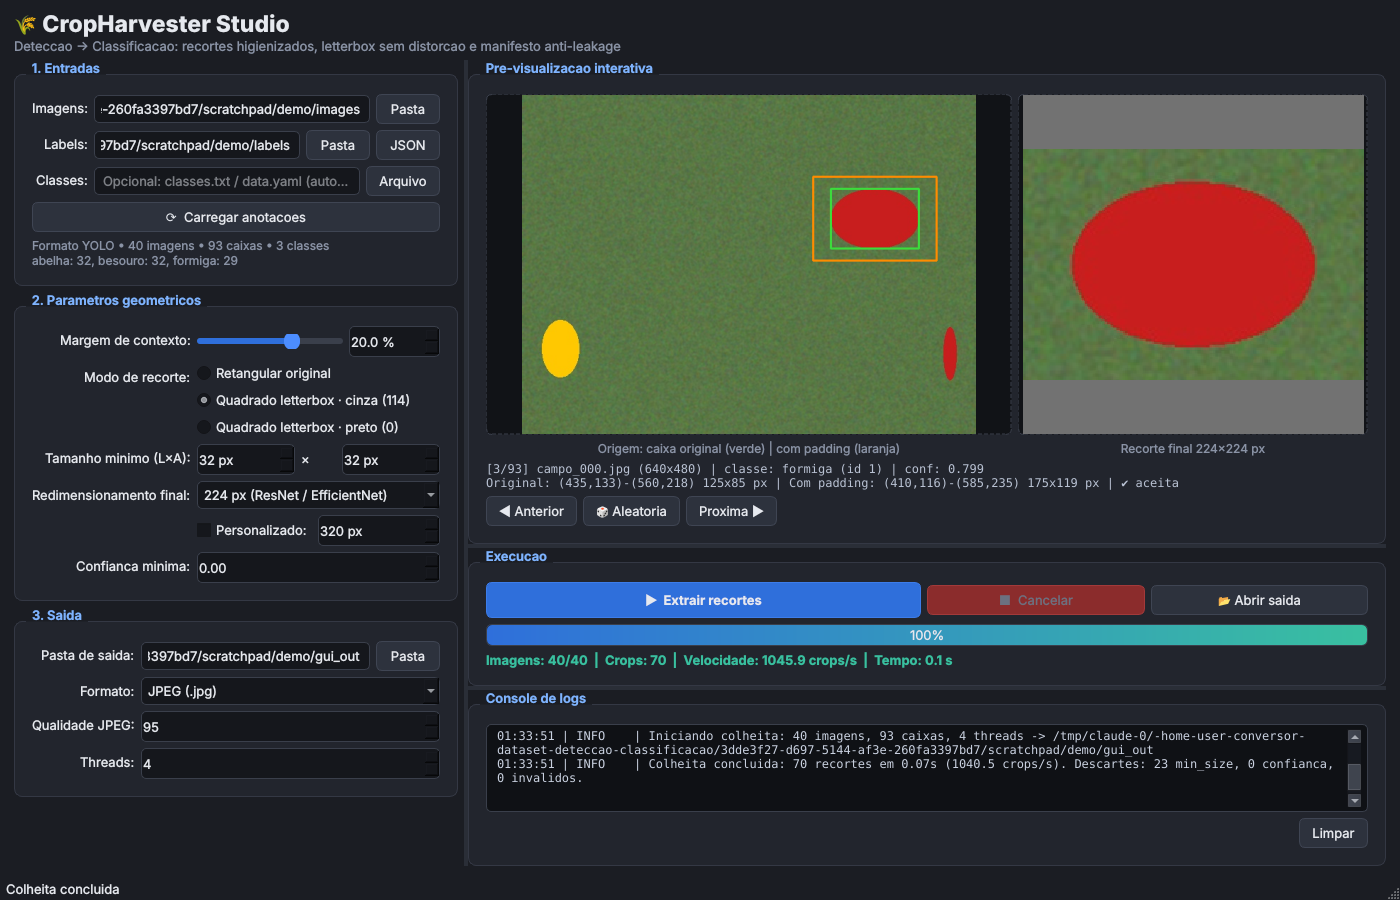 🌾 CropHarvester Studio
Deteccao → Classificacao: recortes higienizados, letterbox sem distorcao e manifesto anti-leakage
1. Entradas
Imagens: -260fa3397bd7/scratchpad/demo/images Pasta
Labels: 97bd7/scratchpad/demo/labels Pasta JSON
Classes: Opcional: classes.txt / data.yaml (auto... Arquivo
⟳ Carregar anotacoes
Formato YOLO • 40 imagens • 93 caixas • 3 classes
abelha: 32, besouro: 32, formiga: 29
2. Parametros geometricos
Margem de contexto: 20.0 %
Modo de recorte: Retangular original
Quadrado letterbox · cinza (114)
Quadrado letterbox · preto (0)
Tamanho minimo (L×A): 32 px × 32 px
Redimensionamento final: 224 px (ResNet / EfficientNet)
Personalizado: 320 px
Confianca minima: 0.00
3. Saida
Pasta de saida: 3397bd7/scratchpad/demo/gui_out Pasta
Formato: JPEG (.jpg)
Qualidade JPEG: 95
Threads: 4
Pre-visualizacao interativa
Origem: caixa original (verde) | com padding (laranja)
Recorte final 224×224 px
[3/93] campo_000.jpg (640x480) | classe: formiga (id 1) | conf: 0.799
Original: (435,133)-(560,218) 125x85 px | Com padding: (410,116)-(585,235) 175x119 px | ✔ aceita
◀ Anterior 🎲 Aleatoria Proxima ▶
Execucao
▶ Extrair recortes ■ Cancelar 📂 Abrir saida
100%
Imagens: 40/40 | Crops: 70 | Velocidade: 1045.9 crops/s | Tempo: 0.1 s
Console de logs
01:33:51 | INFO | Iniciando colheita: 40 imagens, 93 caixas, 4 threads -> /tmp/claude-0/-home-user-conversor-
dataset-deteccao-classificacao/3dde3f27-d697-5144-af3e-260fa3397bd7/scratchpad/demo/gui_out
01:33:51 | INFO | Colheita concluida: 70 recortes em 0.07s (1040.5 crops/s). Descartes: 23 min_size, 0 confianca,
0 invalidos.
Limpar
Colheita concluida